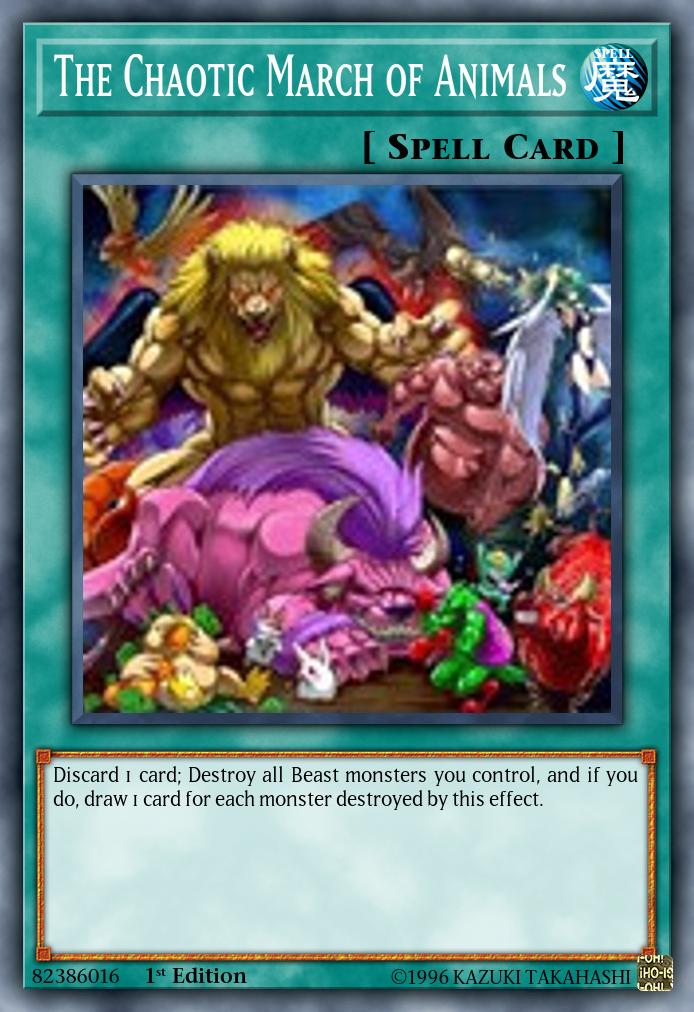 The Chaotic March of Animals
SPELL
魔
[ Spell Card ]
Discard 1 card; Destroy all Beast monsters you control, and if you
do, draw 1 card for each monster destroyed by this effect.
82386016 1st Edition ©1996 KAZUKI TAKAHASHI